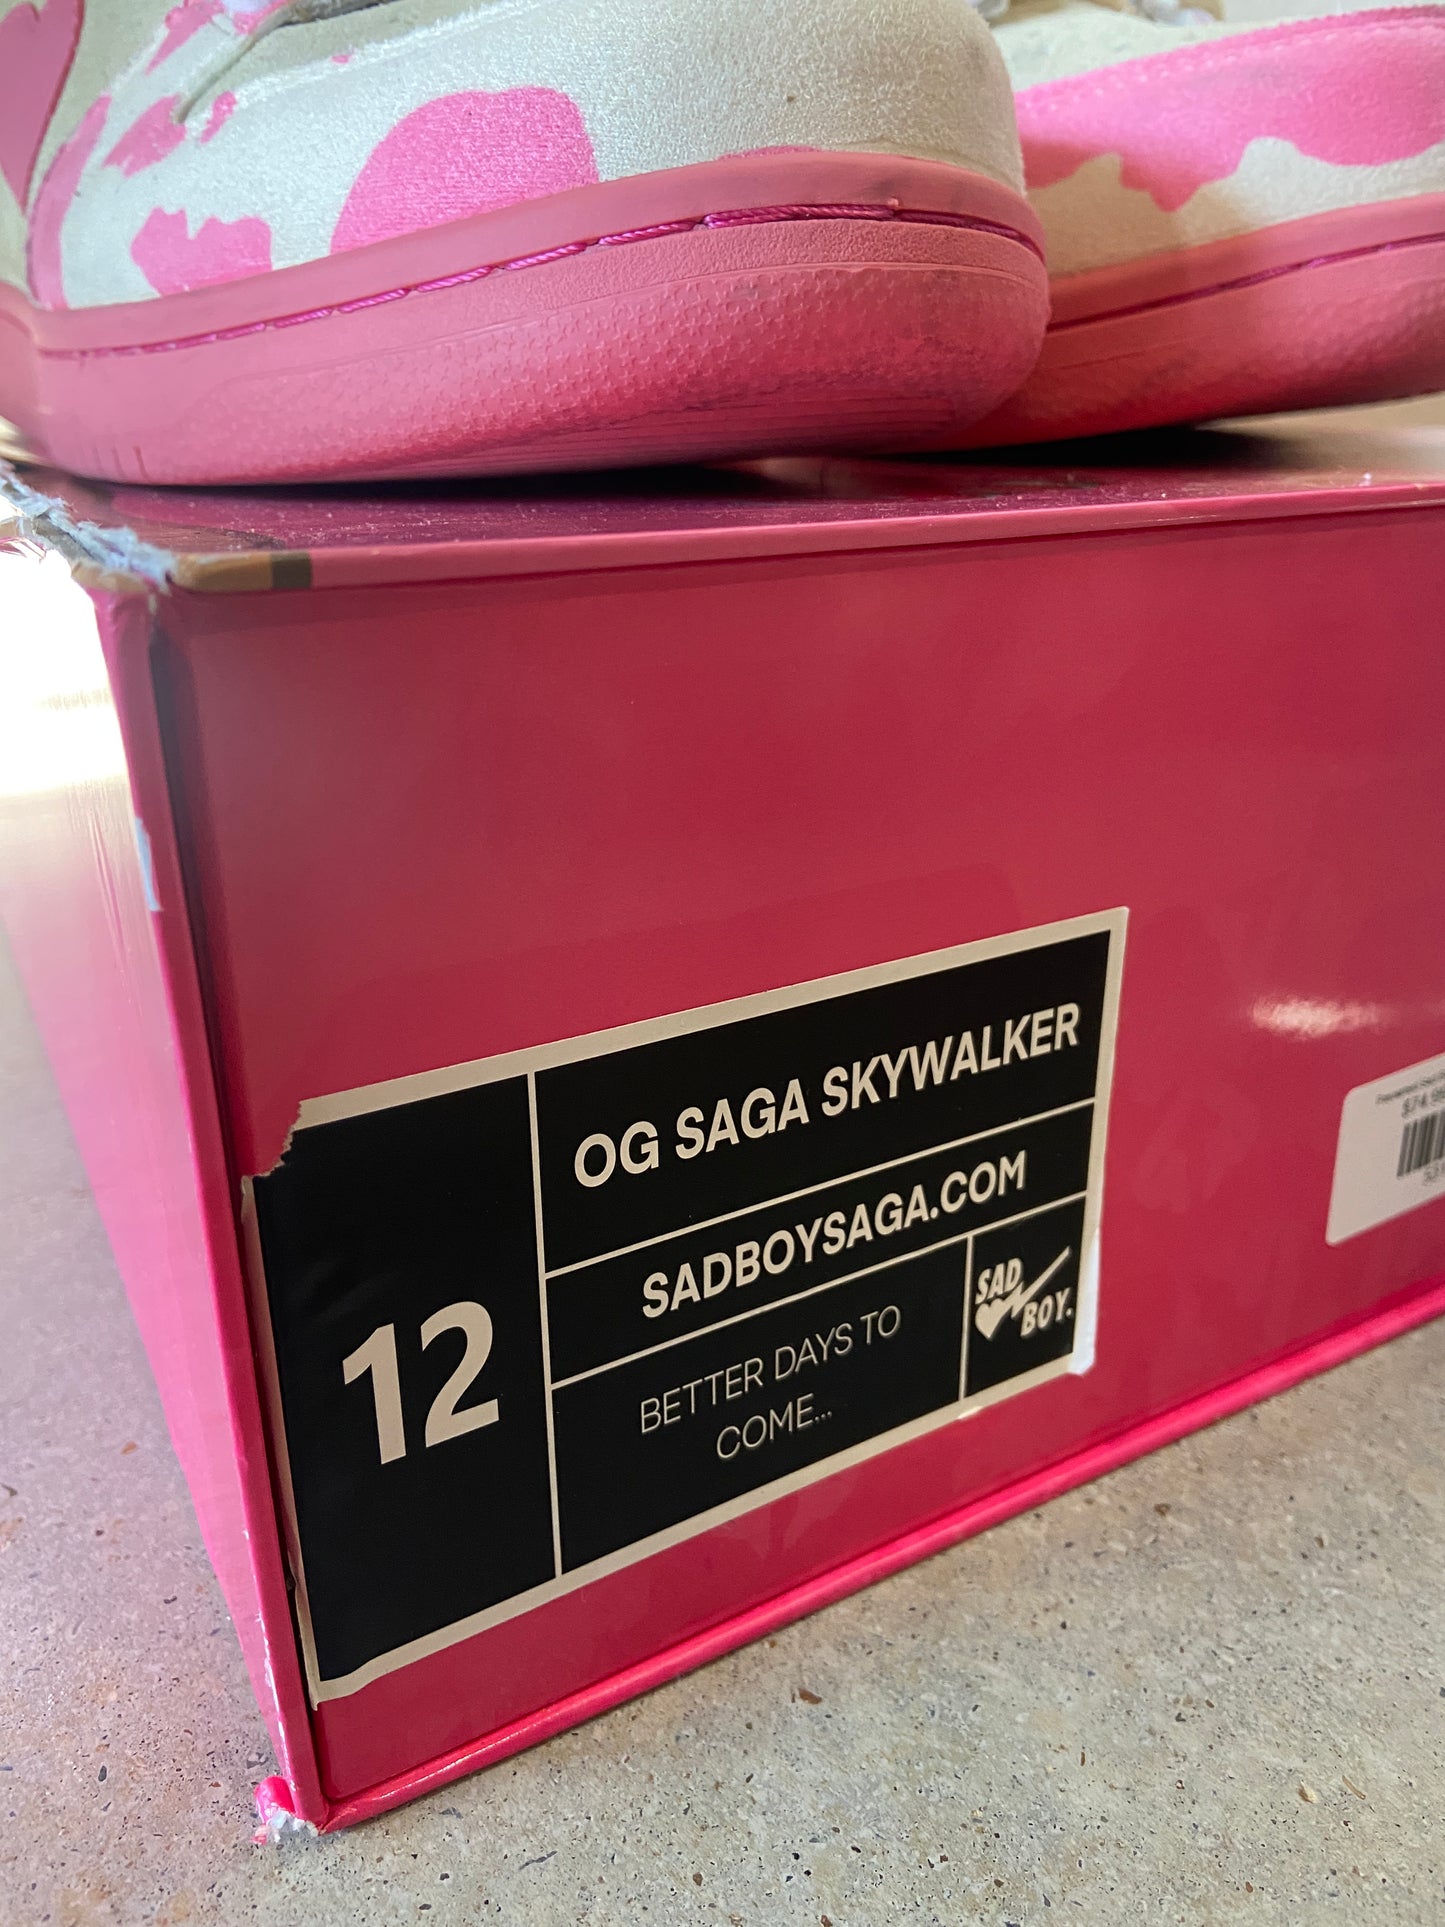 12
OG SAGA SKYWALKER
SADBOYSAGA.COM
BETTER DAYS TO
COME...
SAD
BOY.